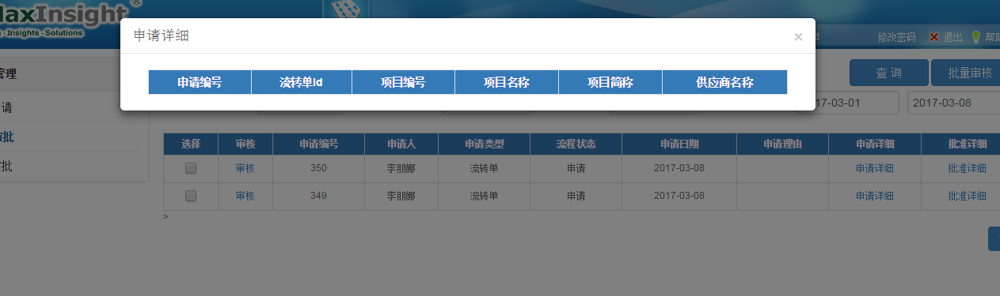 axInsight ®
- Insights - Solutions
修改密码 退出 帮助
申请详细 ×
管理
查 询 批量审核
申请编号 流转单id 项目编号 项目名称 项目简称 供应商名称
请
17-03-01 2017-03-08
审批
批
选择 审核 申请编号 申请人 申请类型 流程状态 申请日期 申请理由 申请详细 批准详细
审核 350 李朋娜 流转单 申请 2017-03-08 申请详细 批准详细
审核 349 李朋娜 流转单 申请 2017-03-08 申请详细 批准详细
>